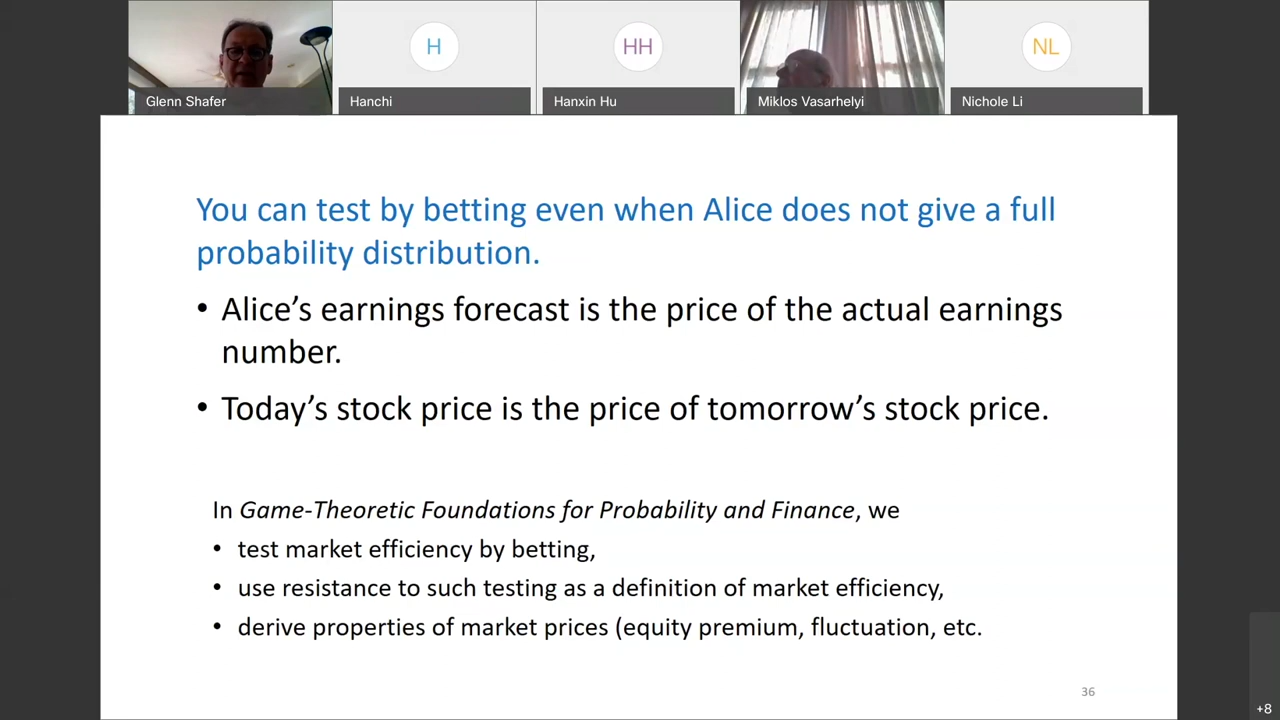 H
HH
NL
Glenn Shafer
Hanchi
Hanxin Hu
Miklos Vasarhelyi
Nichole Li
You can test by betting even when Alice does not give a full
probability distribution.
• Alice’s earnings forecast is the price of the actual earnings
number.
• Today’s stock price is the price of tomorrow’s stock price.
In Game-Theoretic Foundations for Probability and Finance, we
• test market efficiency by betting,
• use resistance to such testing as a definition of market efficiency,
• derive properties of market prices (equity premium, fluctuation, etc.
36
+8